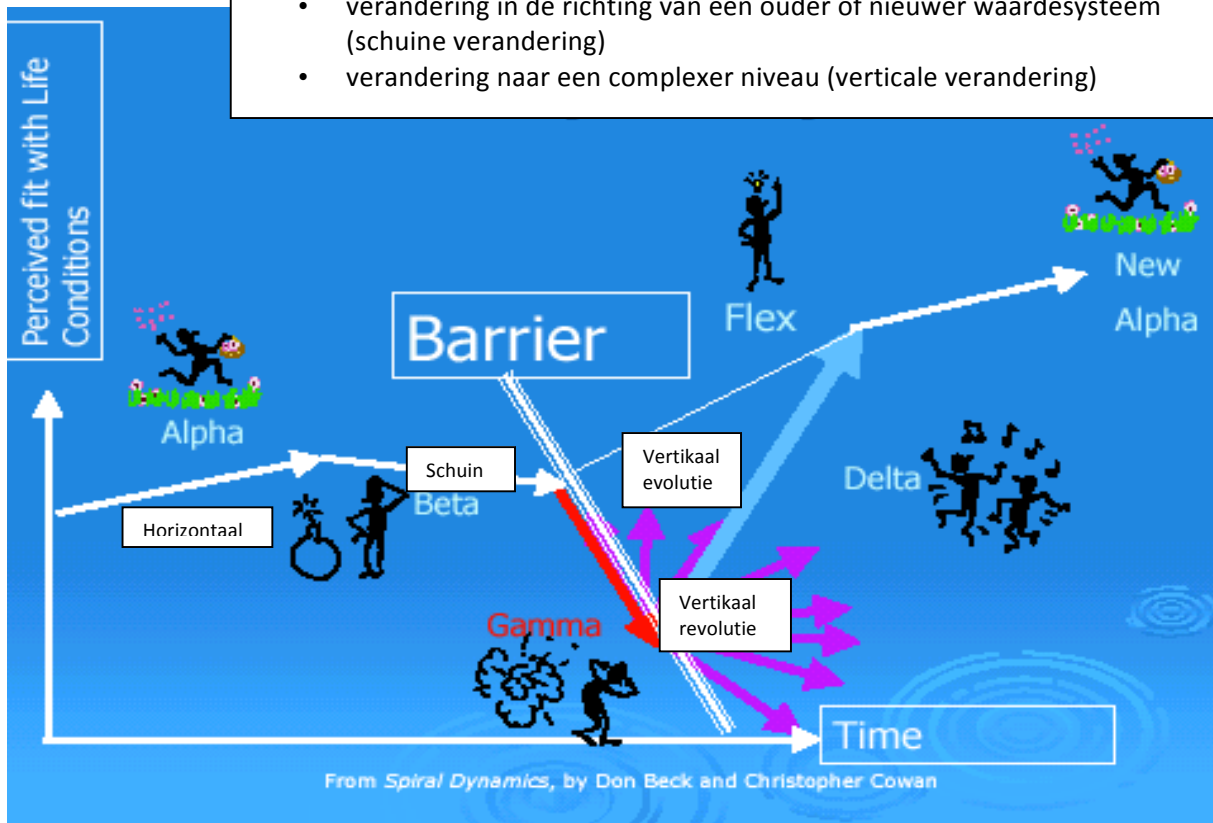 • verandering in de richting van een ouder of nieuwer waardesysteem
(schuine verandering)
• verandering naar een complexer niveau (verticale verandering)
Perceived fit with Life
Conditions
Alpha
Horizontaal
Barrier
Schuin
Beta
Gamma
Flex
Vertikaal
evolutie
Vertikaal
revolutie
Delta
New
Alpha
Time
From Spiral Dynamics, by Don Beck and Christopher Cowan